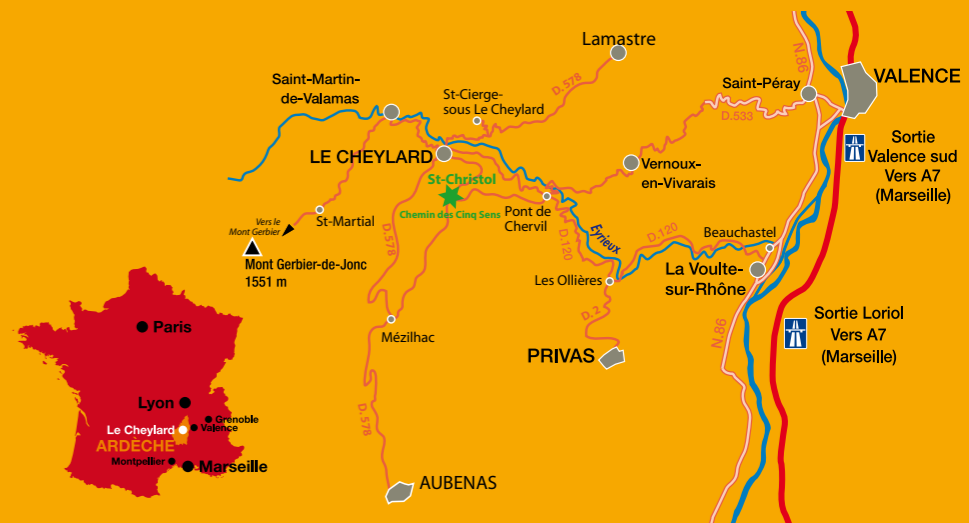 Lamastre
N.86
D.578
Saint-Martin-
de-Valamas
St-Cierge-
sous Le Cheylard
Saint-Péray
VALENCE
D.533
Sortie
Valence sud
Vers A7
(Marseille)
LE CHEYLARD
Vernoux-
en-Vivarais
St-Christol
Chemin des Cinq Sens
Pont de
Chervil
St-Martial
Vers le
Mont Gerbier
Mont Gerbier-de-Jonc
1551 m
D.578
D.120
Eyrieux
D.120
Beauchastel
La Voulte-
sur-Rhône
Les Ollières
D.2
Mézilhac
PRIVAS
N.86
Sortie Loriol
Vers A7
(Marseille)
D.578
AUBENAS
Paris
Lyon
Grenoble
Le Cheylard
Valence
ARDÈCHE
Montpellier
Marseille